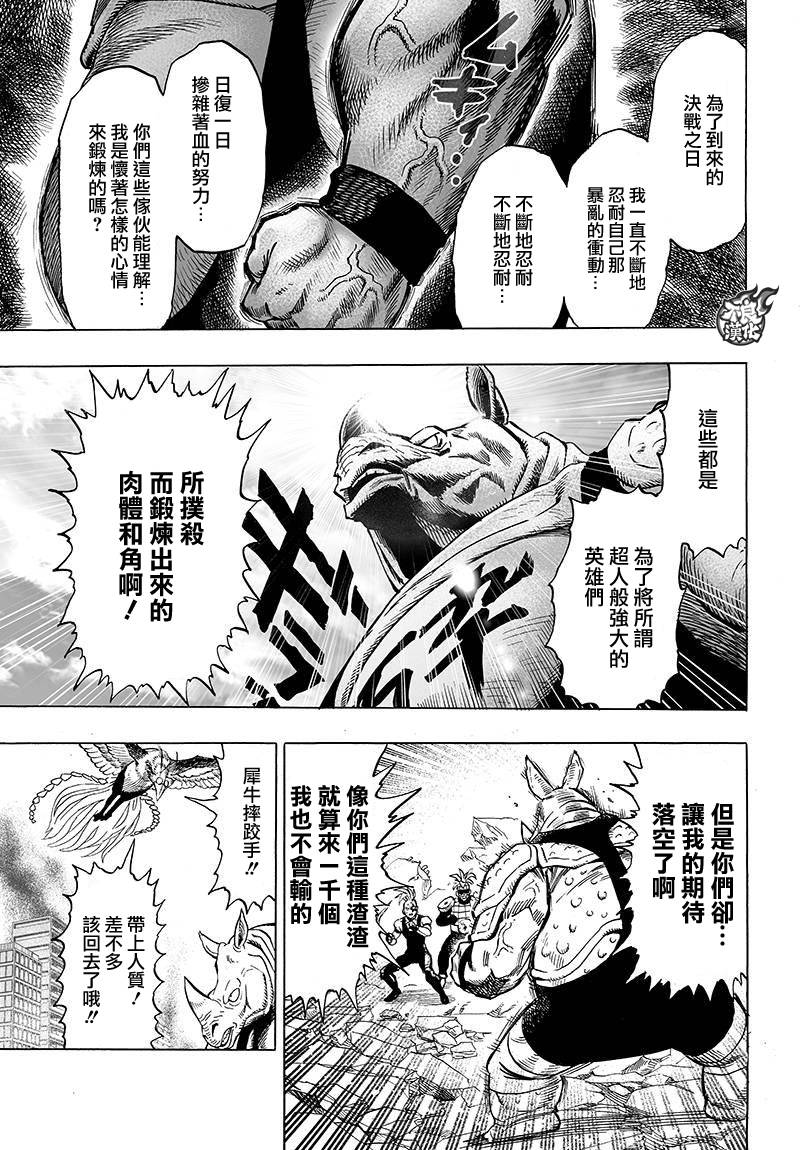 為了到來的
決戰之日
我一直不斷地
忍耐自己那
暴亂的衝動…
不斷地忍耐
不斷地忍耐…
ムキィ…
日復一日
摻雜著血的努力…
你們這些傢伙能理解…
我是懷著怎樣的心情
來鍛煉的嗎？
狼
漢化
這些都是
為了將所謂
超人般強大的
英雄們
所撲殺
而鍛煉出來的
肉體和角啊！
但是你們卻…
讓我的期待
落空了啊
像你們這種渣渣
就算來一千個
我也不會輸的
犀牛摔跤手!!
帶上人質！
差不多
該回去了哦!!